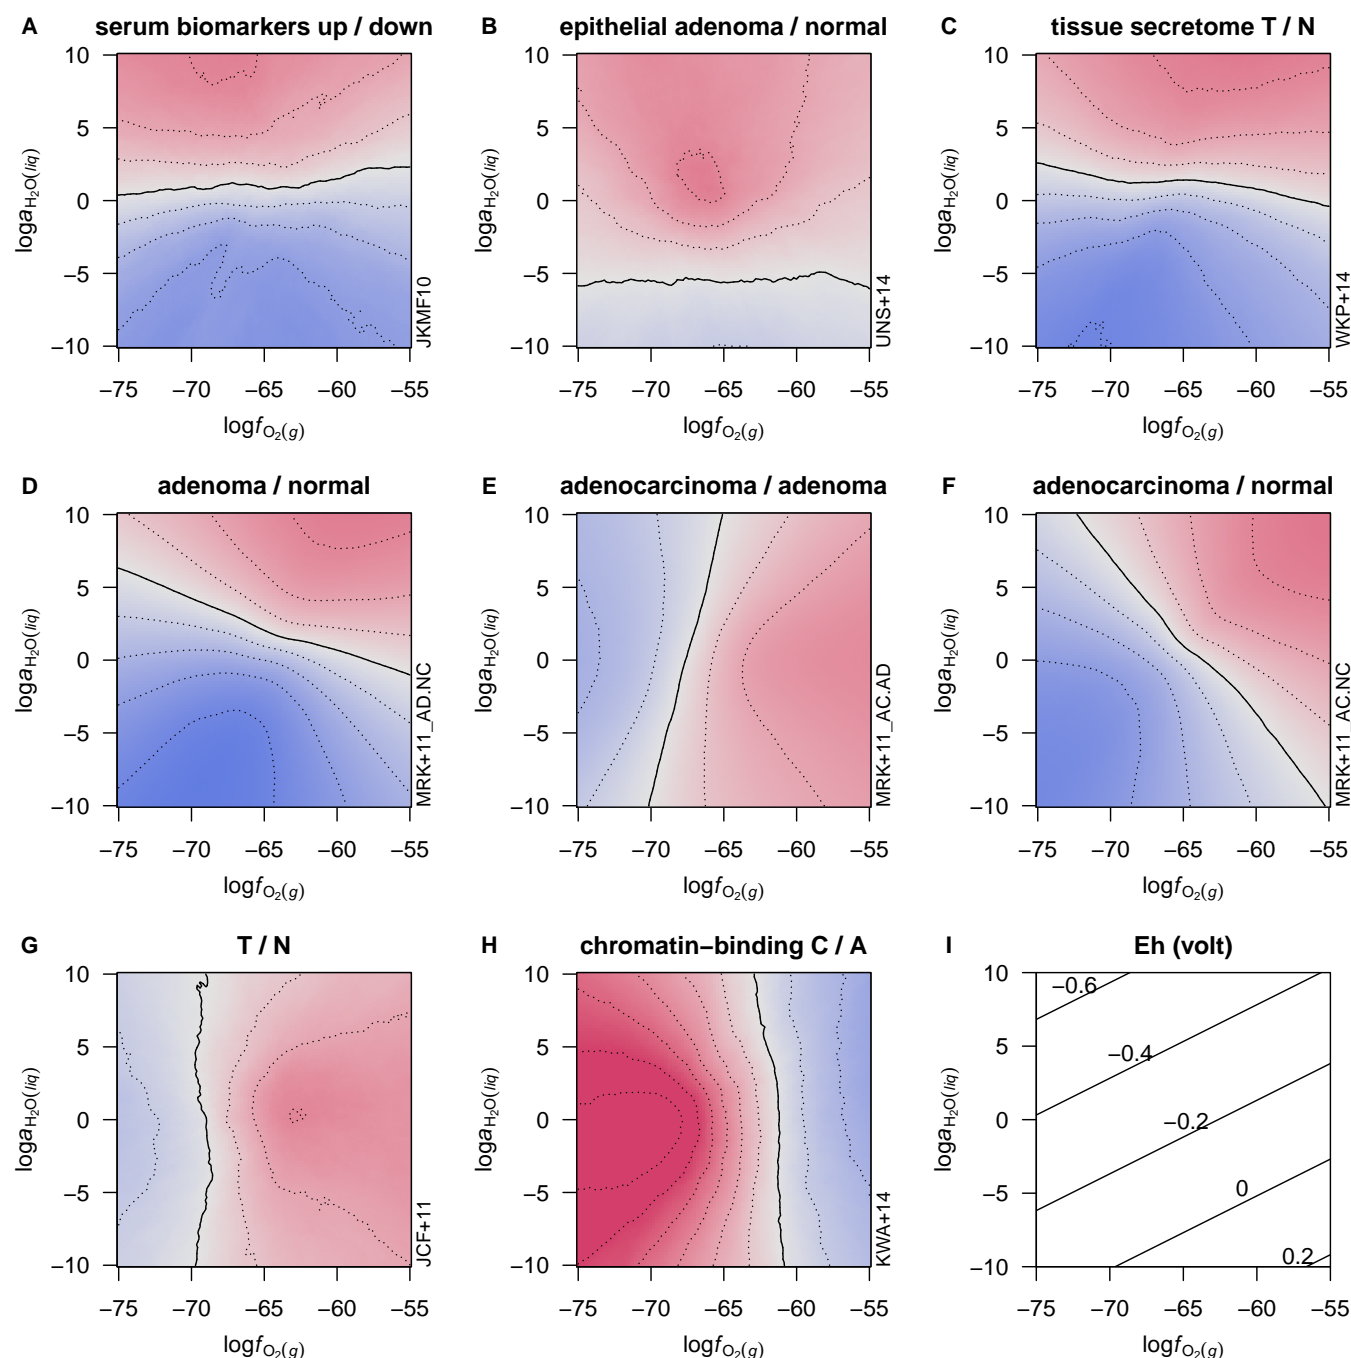 A serum biomarkers up / down
10
5
0
−5
−10
−75 −70 −65 −60 −55
logfO2(g)
logaH2O(liq)
JKMF10
B epithelial adenoma / normal
10
5
0
−5
−10
−75 −70 −65 −60 −55
logfO2(g)
logaH2O(liq)
UNS+14
C tissue secretome T / N
10
5
0
−5
−10
−75 −70 −65 −60 −55
logfO2(g)
logaH2O(liq)
WKP+14
D adenoma / normal
10
5
0
−5
−10
−75 −70 −65 −60 −55
logfO2(g)
logaH2O(liq)
MRK+11_AD.NC
E adenocarcinoma / adenoma
10
5
0
−5
−10
−75 −70 −65 −60 −55
logfO2(g)
logaH2O(liq)
MRK+11_AC.AD
F adenocarcinoma / normal
10
5
0
−5
−10
−75 −70 −65 −60 −55
logfO2(g)
logaH2O(liq)
MRK+11_AC.NC
G T / N
10
5
0
−5
−10
−75 −70 −65 −60 −55
logfO2(g)
logaH2O(liq)
JCF+11
H chromatin−binding C / A
10
5
0
−5
−10
−75 −70 −65 −60 −55
logfO2(g)
logaH2O(liq)
KWA+14
I Eh (volt)
10
5
0
−5
−10
−75 −70 −65 −60 −55
logfO2(g)
logaH2O(liq)
−0.6
−0.4
−0.2
0
0.2